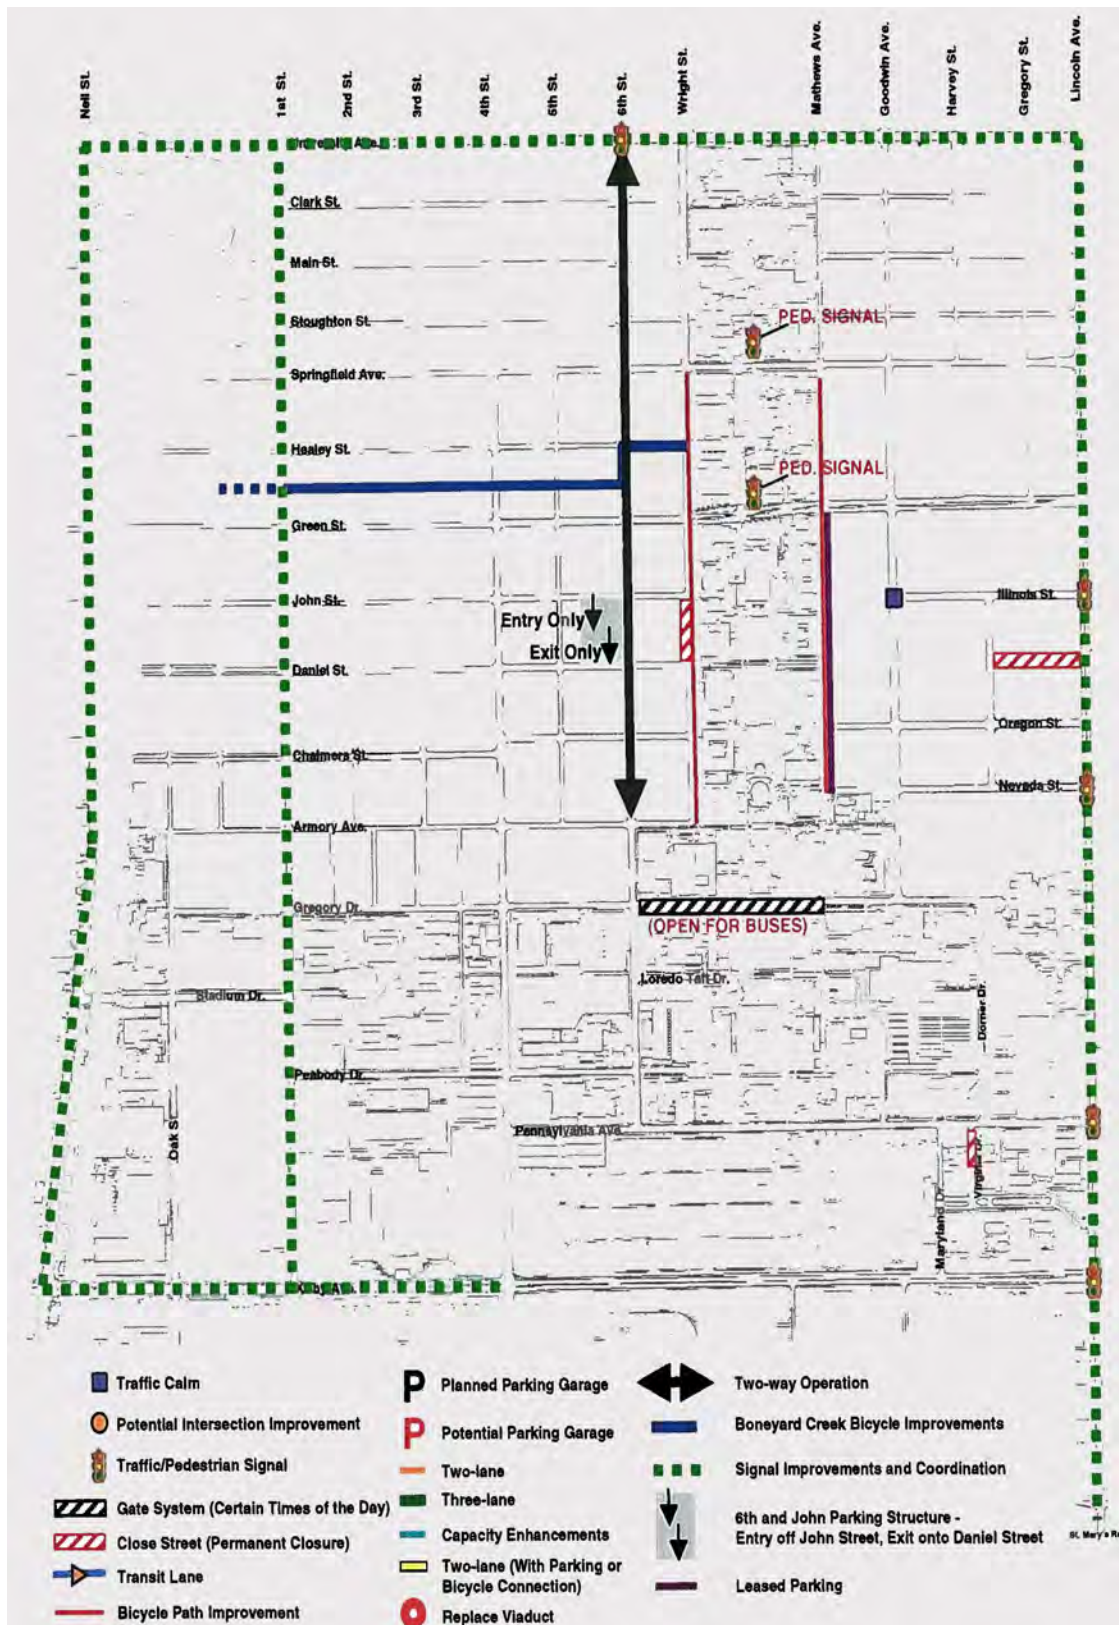 Neil St.
1st St.
2nd St.
3rd St.
4th St.
5th St.
6th St.
Wright St.
Mathews Ave.
Goodwin Ave.
Harvey St.
Gregory St.
Lincoln Ave.
Clark St.
Main St.
Stoughton St.
PED. SIGNAL
Springfield Ave.
Healey St.
PED. SIGNAL
Green St.
John St.
Illinois St.
Entry Only
Exit Only
Daniel St.
Oregon St.
Chalmers St.
Nevada St.
Armory Ave.
Gregory Dr.
(OPEN FOR BUSES)
Loredo Taft Dr.
Stadium Dr.
Dorner Dr.
Peabody Dr.
Pennsylvania Ave.
Oak St.
Virginia Dr.
Maryland Dr.
Kirby Ave.
Traffic Calm
Potential Intersection Improvement
Traffic/Pedestrian Signal
Gate System (Certain Times of the Day)
Close Street (Permanent Closure)
Transit Lane
Bicycle Path Improvement
P Planned Parking Garage
P Potential Parking Garage
Two-lane
Three-lane
Capacity Enhancements
Two-lane (With Parking or
Bicycle Connection)
Replace Viaduct
Two-way Operation
Boneyard Creek Bicycle Improvements
Signal Improvements and Coordination
6th and John Parking Structure -
Entry off John Street, Exit onto Daniel Street
St. Mary's
Leased Parking